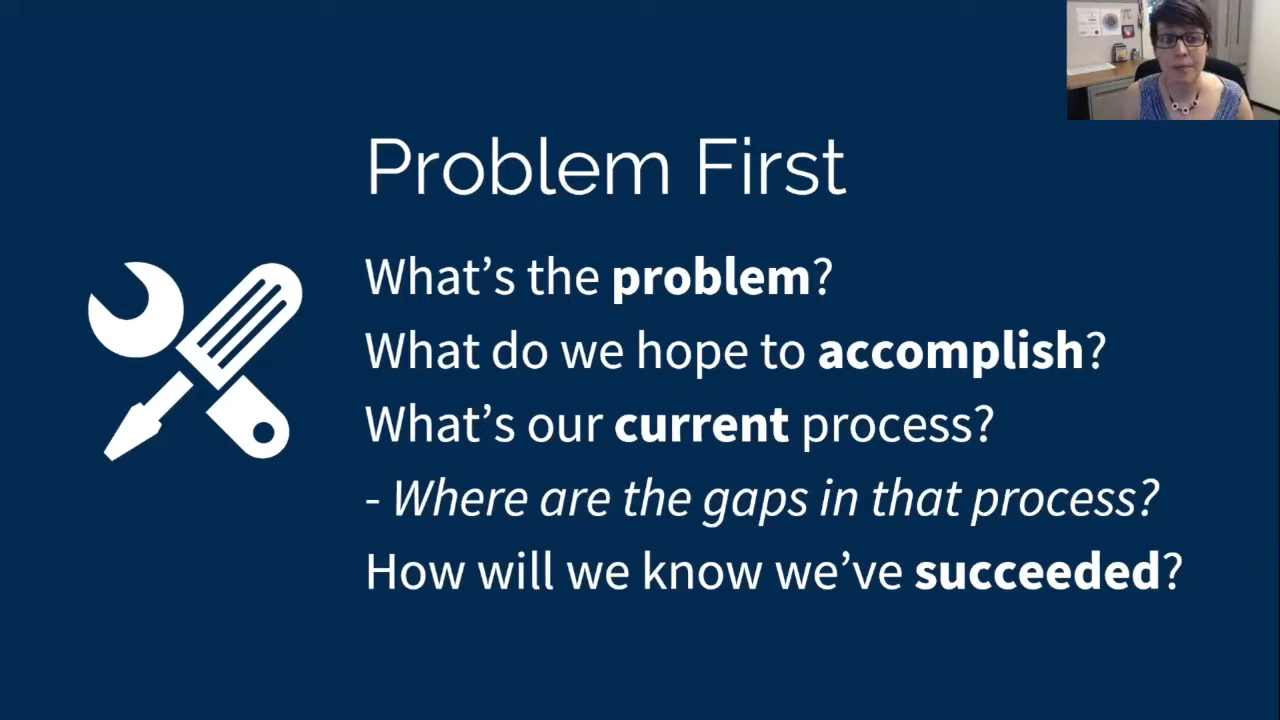 Problem First
What's the problem?
What do we hope to accomplish?
What's our current process?
- Where are the gaps in that process?
How will we know we've succeeded?